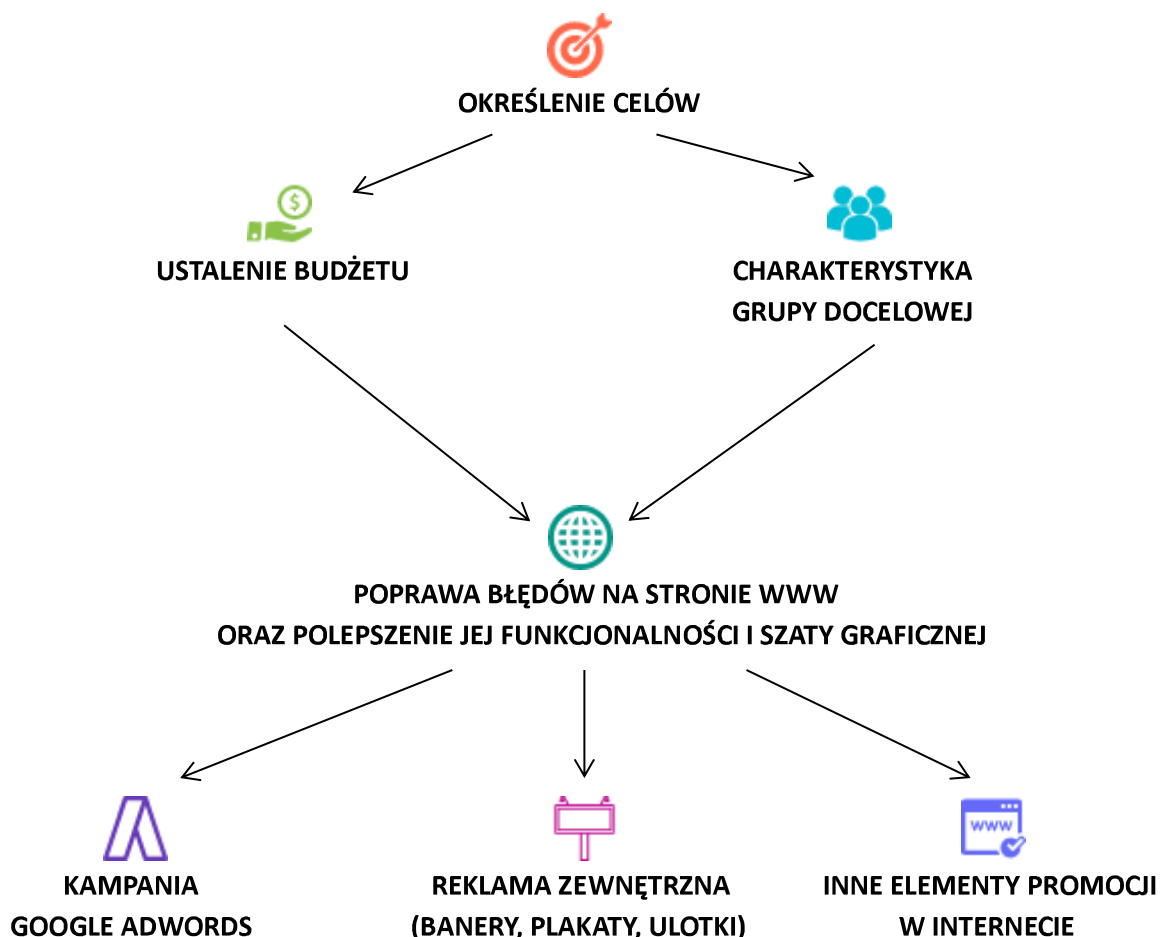 OKREŚLENIE CELÓW
$
USTALENIE BUDŻETU
CHARAKTERYSTYKA
GRUPY DOCELOWEJ
POPRAWA BŁĘDÓW NA STRONIE WWW
ORAZ POLEPSZENIE JEJ FUNKCJONALNOŚCI I SZATY GRAFICZNEJ
KAMPANIA
GOOGLE ADWORDS
REKLAMA ZEWNĘTRZNA
(BANERY, PLAKATY, ULOTKI)
www
INNE ELEMENTY PROMOCJI
W INTERNECIE